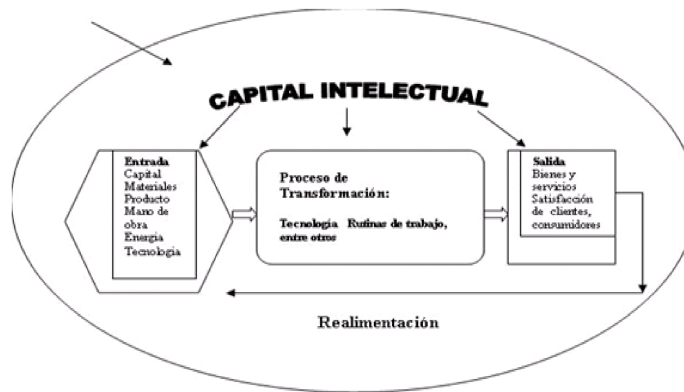 CAPITAL INTELECTUAL
Entrada
Capital
Materiales
Producto
Mano de
obra
Energía
Tecnología
Proceso de
Transformación:
Tecnología Rutinas de trabajo,
entre otros
Salida
Bienes y
servicios
Satisfacción
de clientes,
consumidores
Realimentación